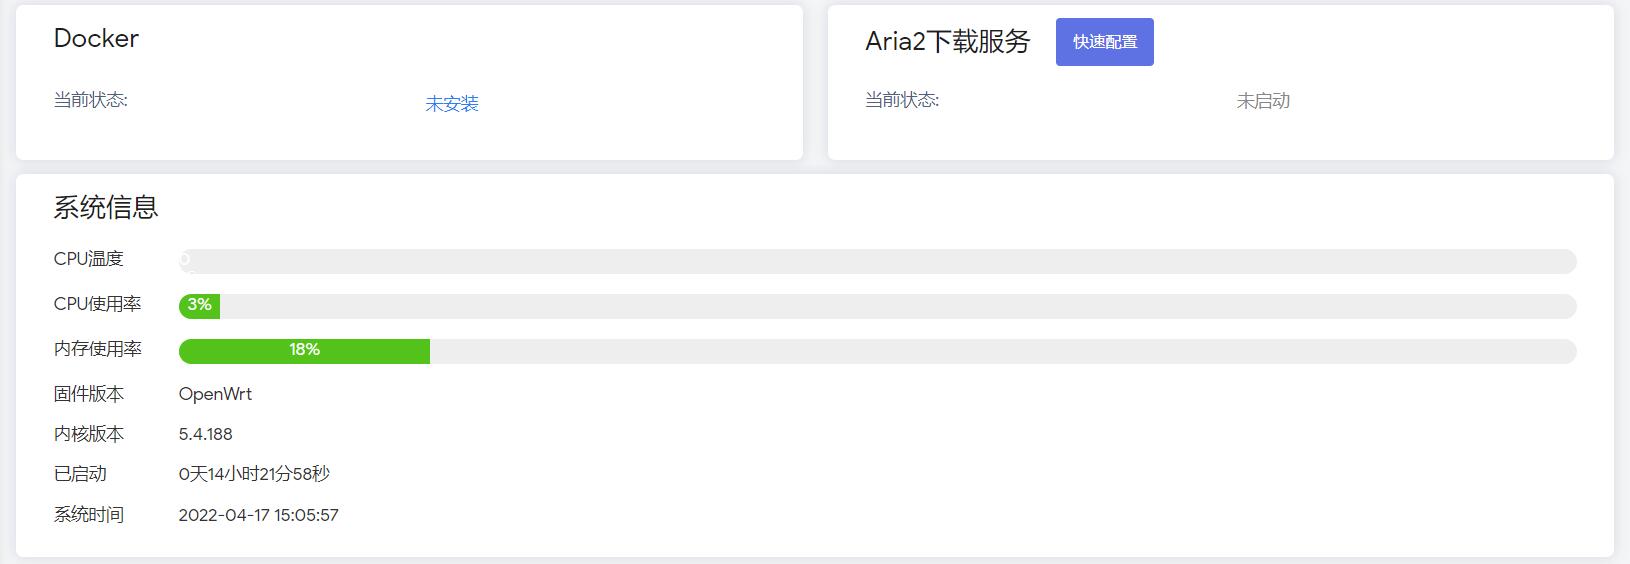 Docker
当前状态:
未安装
Aria2下载服务
快速配置
当前状态:
未启动
系统信息
CPU温度
0
CPU使用率
3%
内存使用率
18%
固件版本
OpenWrt
内核版本
5.4.188
已启动
0天14小时21分58秒
系统时间
2022-04-17 15:05:57